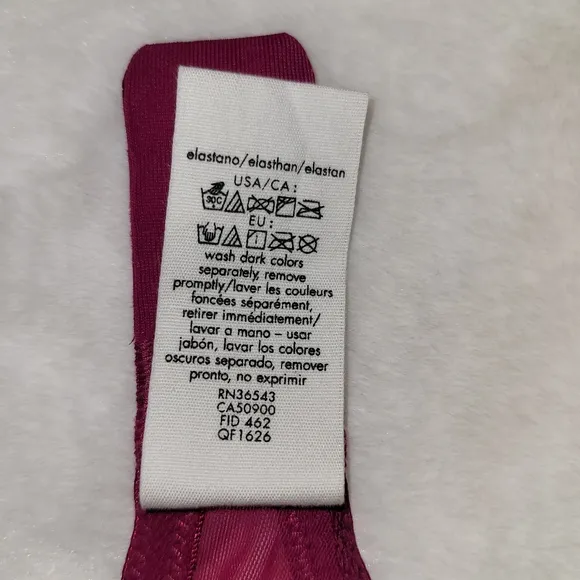 elastano/elasthan/elastan
USA/CA:
30C
EU:
wash dark colors
separately, remove
promptly/laver les couleurs
foncées séparément,
retirer immédiatement/
lavar a mano – usar
jabón, lavar los colores
oscuros separado, remover
pronto, no exprimir
RN36543
CA50900
FID 462
QF1626